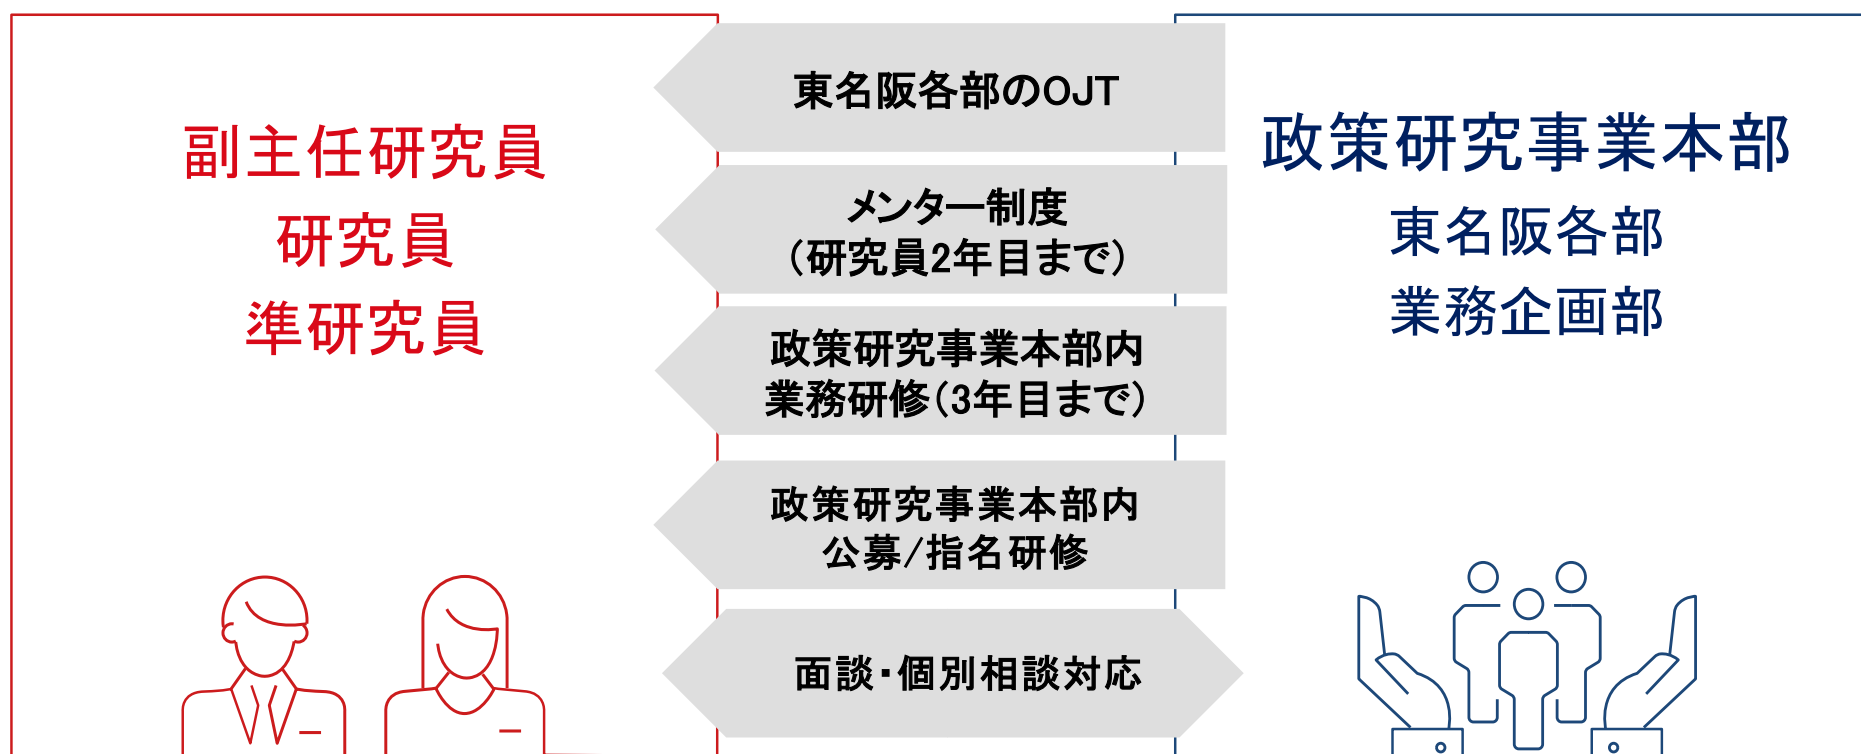 副主任研究員
研究員
準研究員
東名阪各部のOJT
メンター制度
（研究員2年目まで）
政策研究事業本部内
業務研修（3年目まで）
政策研究事業本部内
公募/指名研修
面談・個別相談対応
政策研究事業本部
東名阪各部
業務企画部